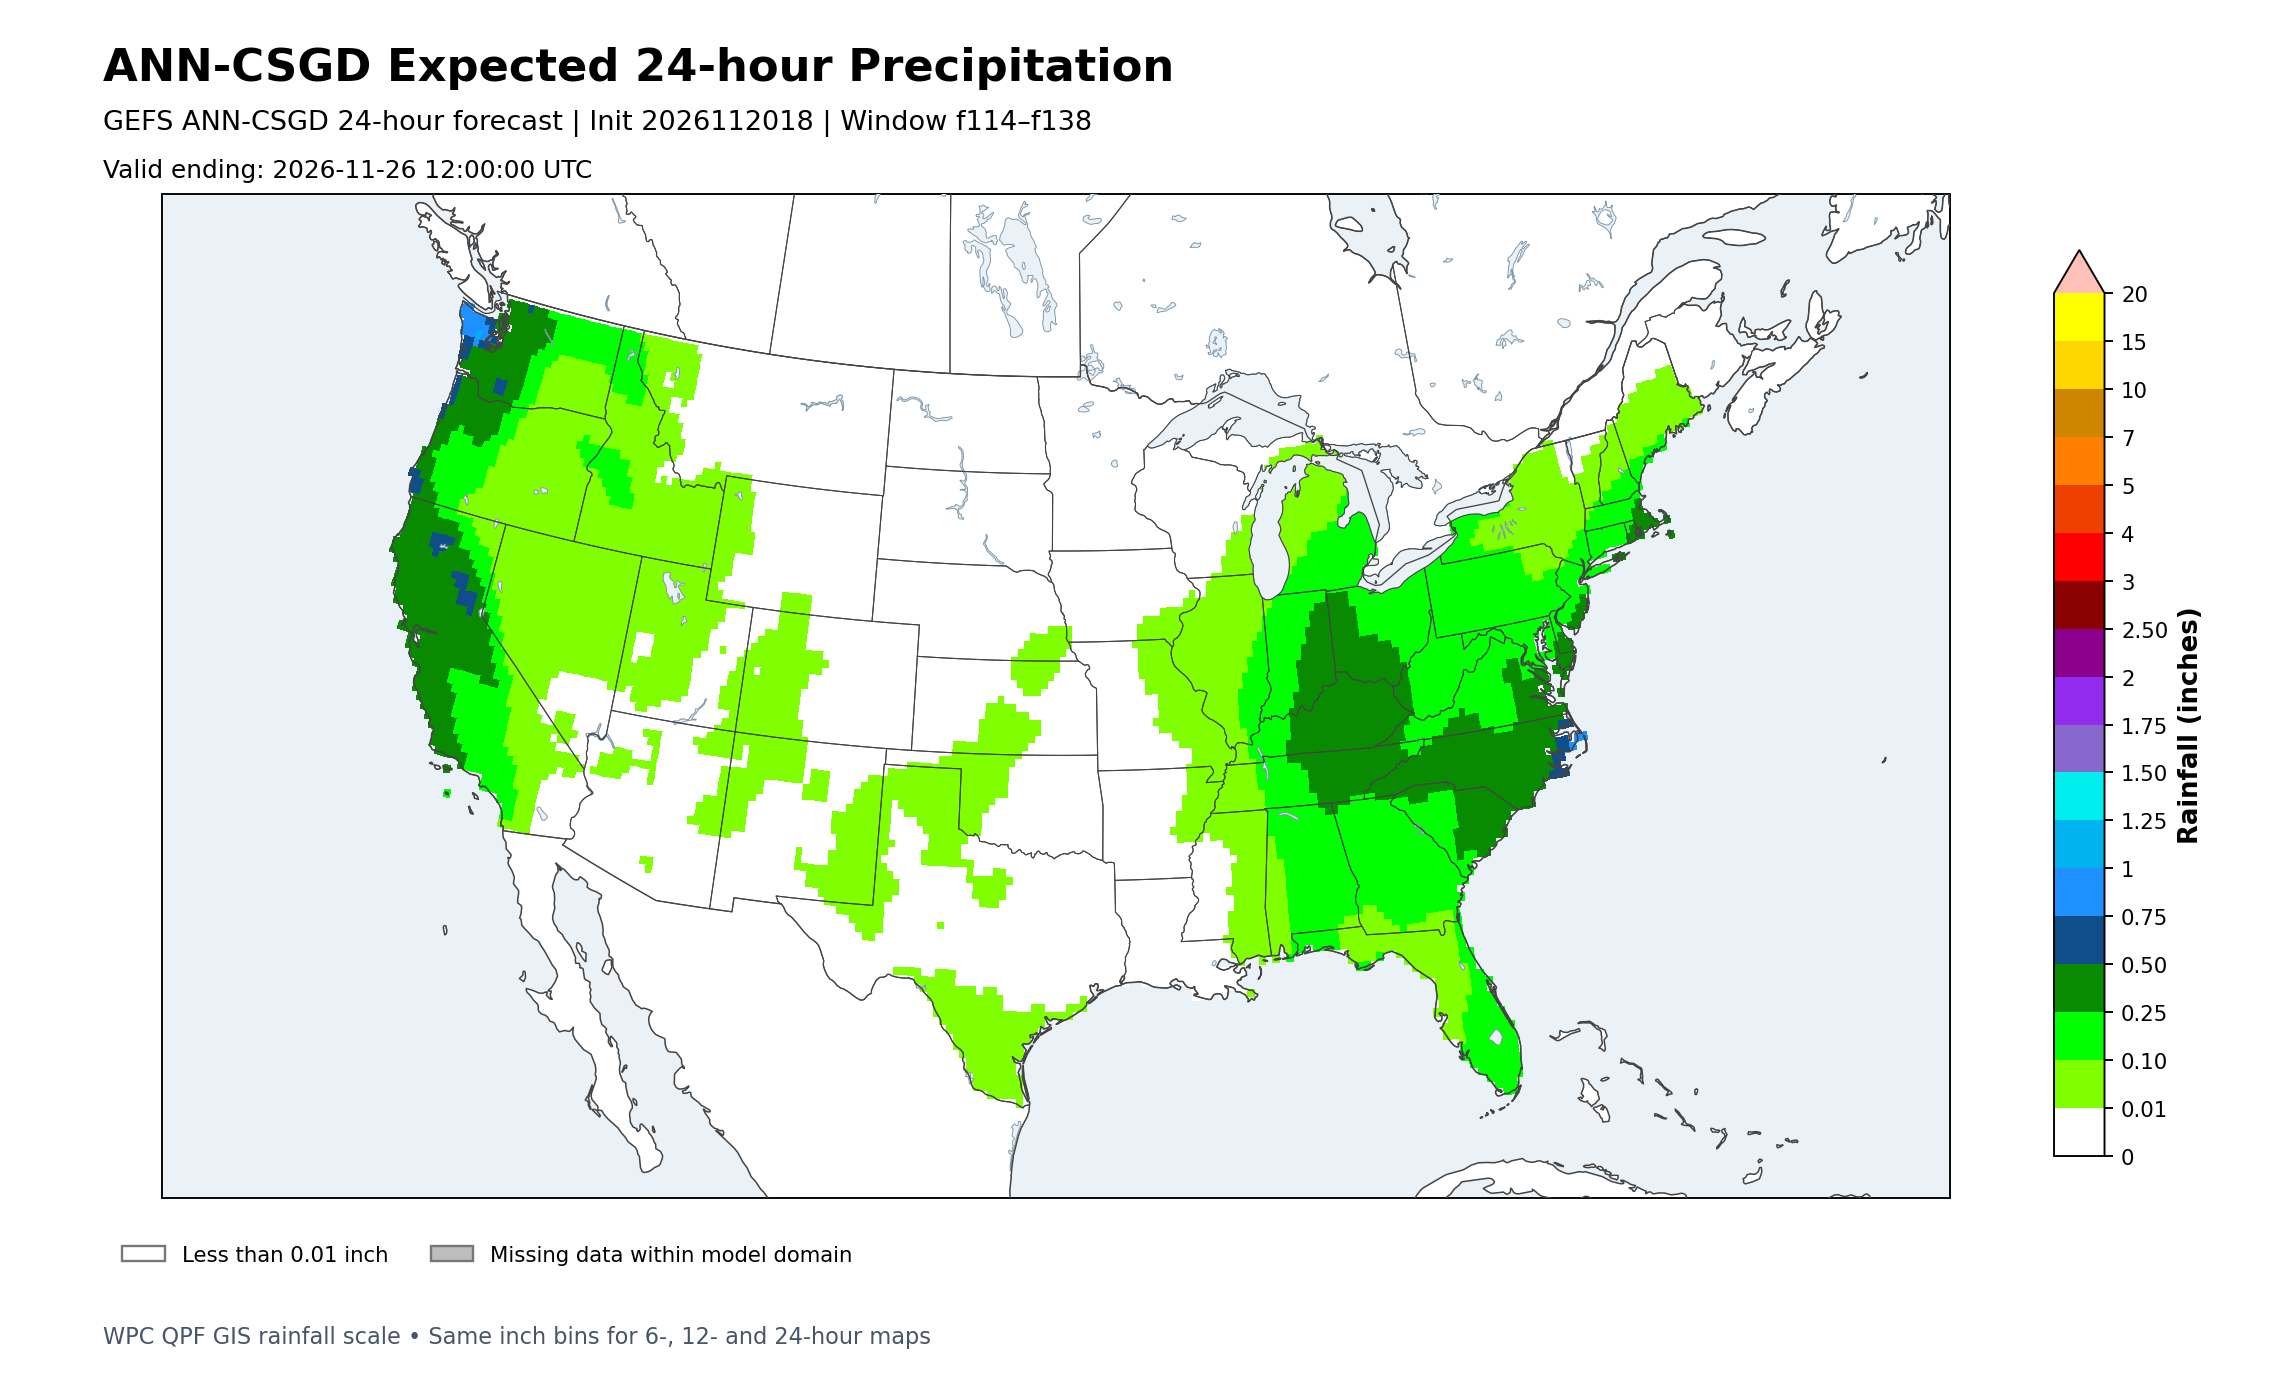 ANN-CSGD Expected 24-hour Precipitation
GEFS ANN-CSGD 24-hour forecast | Init 2026112018 | Window f114–f138
Valid ending: 2026-11-26 12:00:00 UTC
20
15
10
7
5
4
3
2.50
2
1.75
1.50
1.25
1
0.75
0.50
0.25
0.10
0.01
0
Rainfall (inches)
Less than 0.01 inch
Missing data within model domain
WPC QPF GIS rainfall scale • Same inch bins for 6-, 12- and 24-hour maps